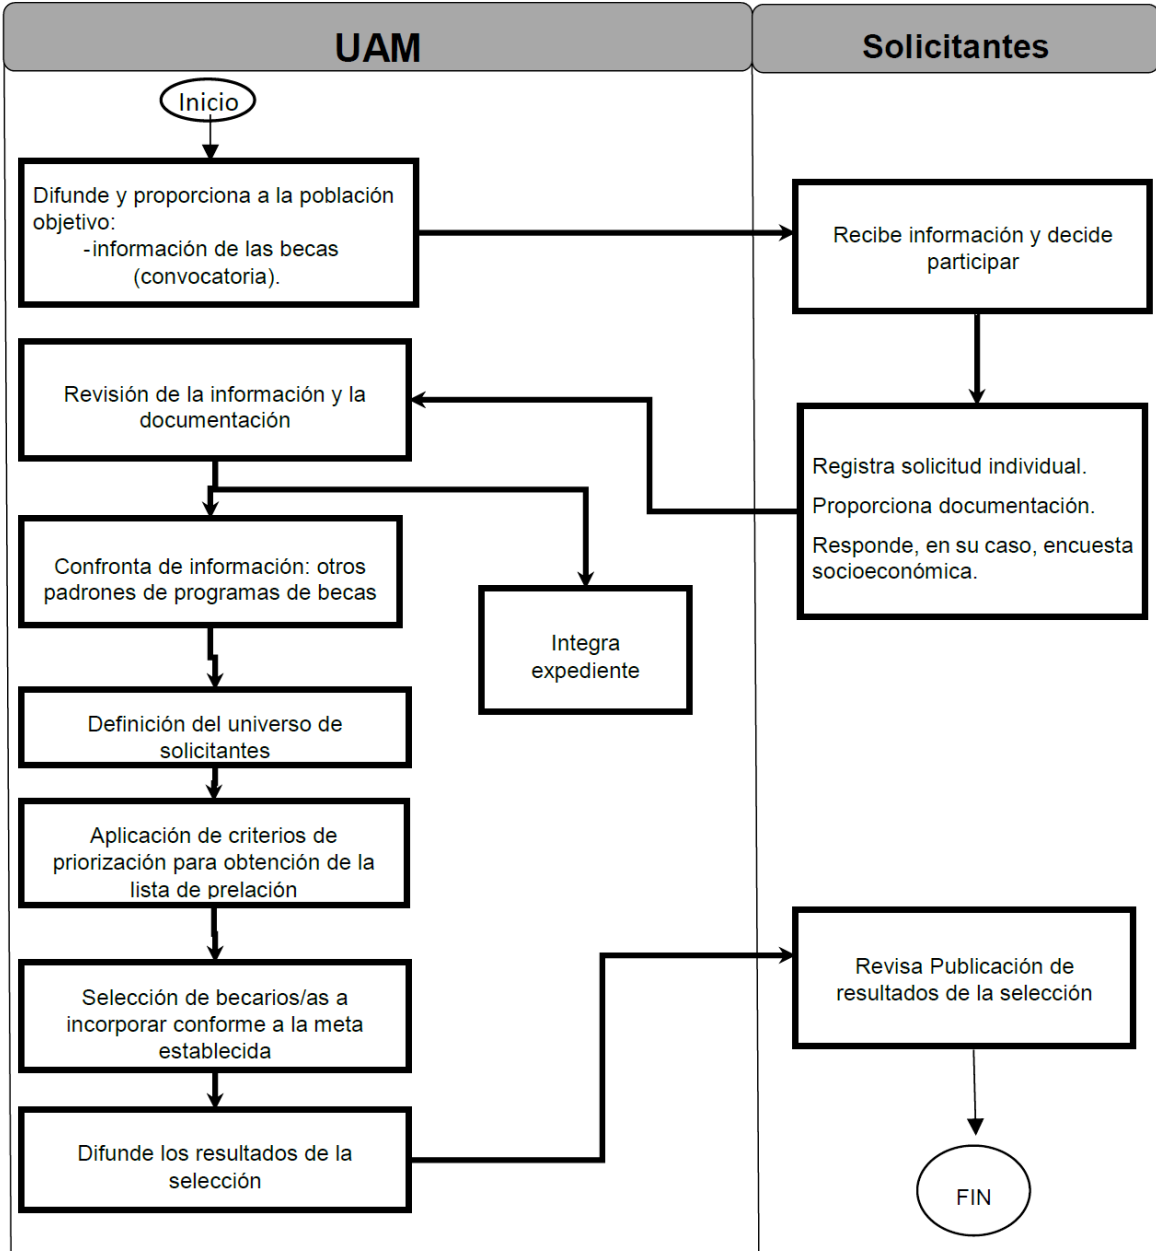 UAM
Solicitantes
Inicio
Difunde y proporciona a la población
objetivo:
-información de las becas
(convocatoria).
Recibe información y decide
participar
Revisión de la información y la
documentación
Registra solicitud individual.
Proporciona documentación.
Responde, en su caso, encuesta
socioeconómica.
Confronta de información: otros
padrones de programas de becas
Integra
expediente
Definición del universo de
solicitantes
Aplicación de criterios de
priorización para obtención de la
lista de prelación
Selección de becarios/as a
incorporar conforme a la meta
establecida
Revisa Publicación de
resultados de la selección
Difunde los resultados de la
selección
FIN